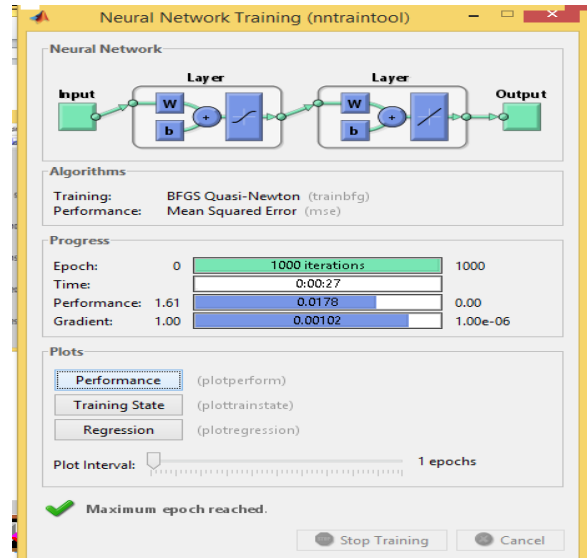 Neural Network Training (nntraintool)
Neural Network
Layer Layer
Input Output
W W
+ +
b b
Algorithms
Training: BFGS Quasi-Newton (trainbfg)
Performance: Mean Squared Error (mse)
Progress
Epoch: 0 1000 iterations 1000
Time: 0:00:27
Performance: 1.61 0.0178 0.00
Gradient: 1.00 0.00102 1.00e-06
Plots
Performance (plotperform)
Training State (plottrainstate)
Regression (plotregression)
Plot Interval: 1 epochs
Maximum epoch reached.
Stop Training Cancel